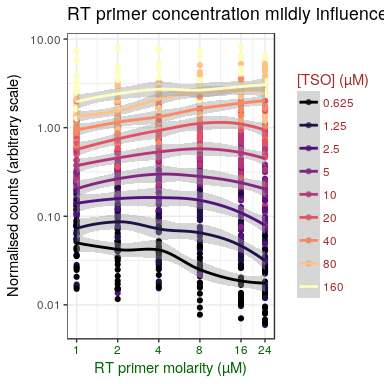 RT primer concentration mildly influence
10.00
1.00
0.10
0.01
Normalised counts (arbitrary scale)
1 2 4 8 16 24
RT primer molarity (µM)
[TSO] (µM)
0.625
1.25
2.5
5
10
20
40
80
160